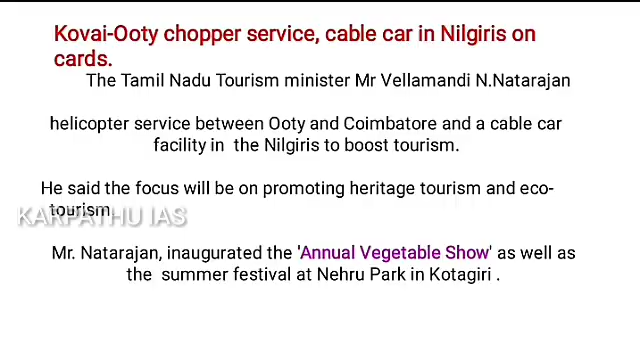 Kovai-Ooty chopper service, cable car in Nilgiris on
cards.
The Tamil Nadu Tourism minister Mr Vellamandi N.Natarajan
helicopter service between Ooty and Coimbatore and a cable car
facility in the Nilgiris to boost tourism.
He said the focus will be on promoting heritage tourism and eco-
tourism.
KARPATHU IAS
Mr. Natarajan, inaugurated the 'Annual Vegetable Show' as well as
the summer festival at Nehru Park in Kotagiri .